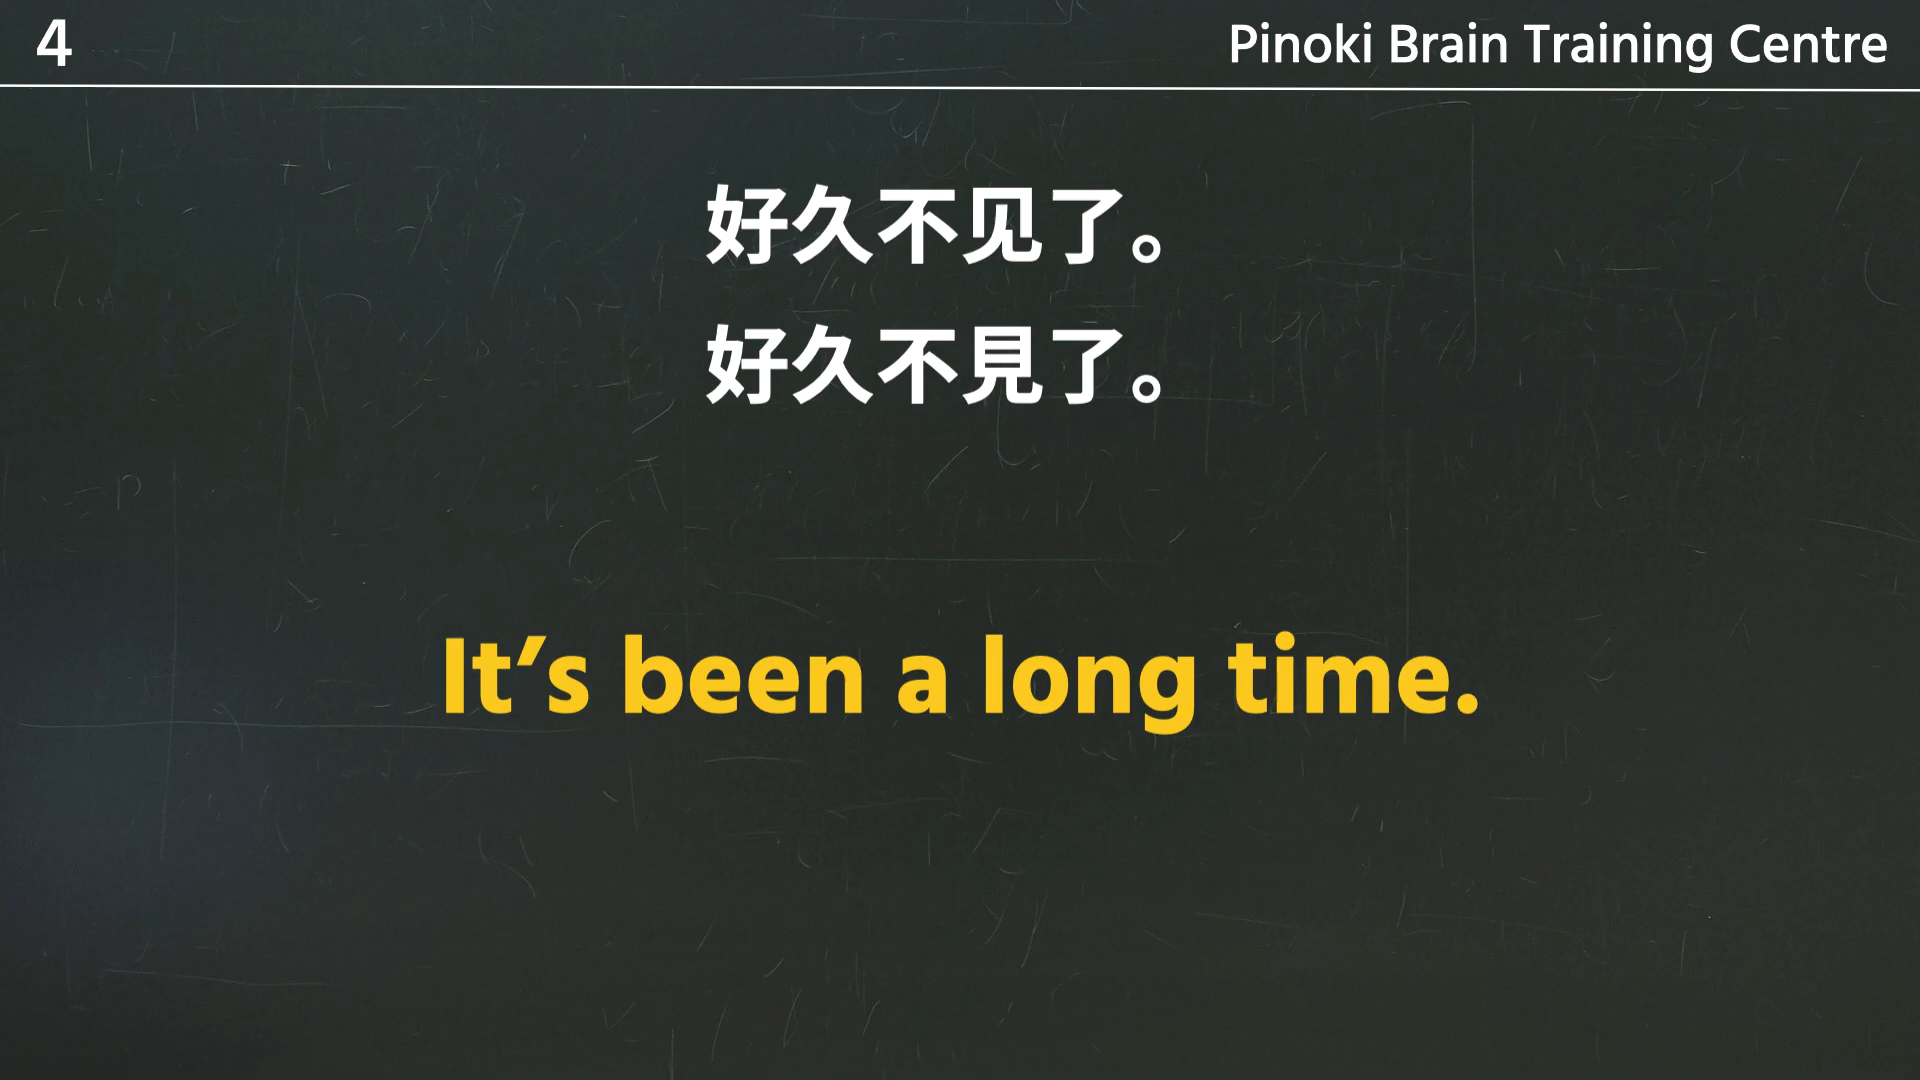 4
Pinoki Brain Training Centre
好久不见了。
好久不見了。
It’s been a long time.